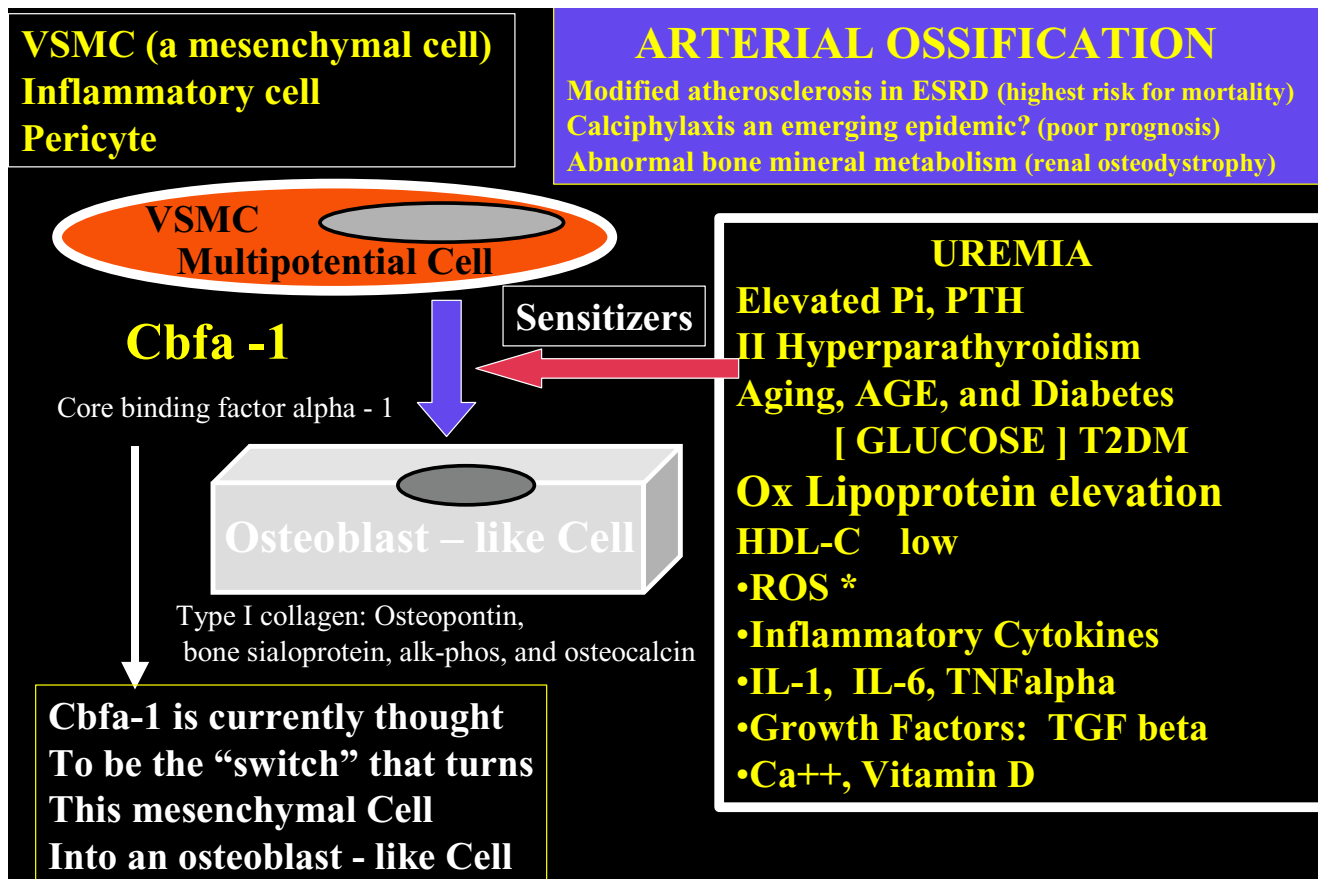 VSMC (a mesenchymal cell)
Inflammatory cell
Pericyte
ARTERIAL OSSIFICATION
Modified atherosclerosis in ESRD (highest risk for mortality)
Calciphylaxis an emerging epidemic? (poor prognosis)
Abnormal bone mineral metabolism (renal osteodystrophy)
VSMC
Multipotential Cell
Sensitizers
Cbfa -1
Core binding factor alpha - 1
Osteoblast – like Cell
Type I collagen: Osteopontin,
bone sialoprotein, alk-phos, and osteocalcin
Cbfa-1 is currently thought
To be the “switch” that turns
This mesenchymal Cell
Into an osteoblast - like Cell
UREMIA
Elevated Pi, PTH
II Hyperparathyroidism
Aging, AGE, and Diabetes
[ GLUCOSE ] T2DM
Ox Lipoprotein elevation
HDL-C low
•ROS *
•Inflammatory Cytokines
•IL-1, IL-6, TNFalpha
•Growth Factors: TGF beta
•Ca++, Vitamin D